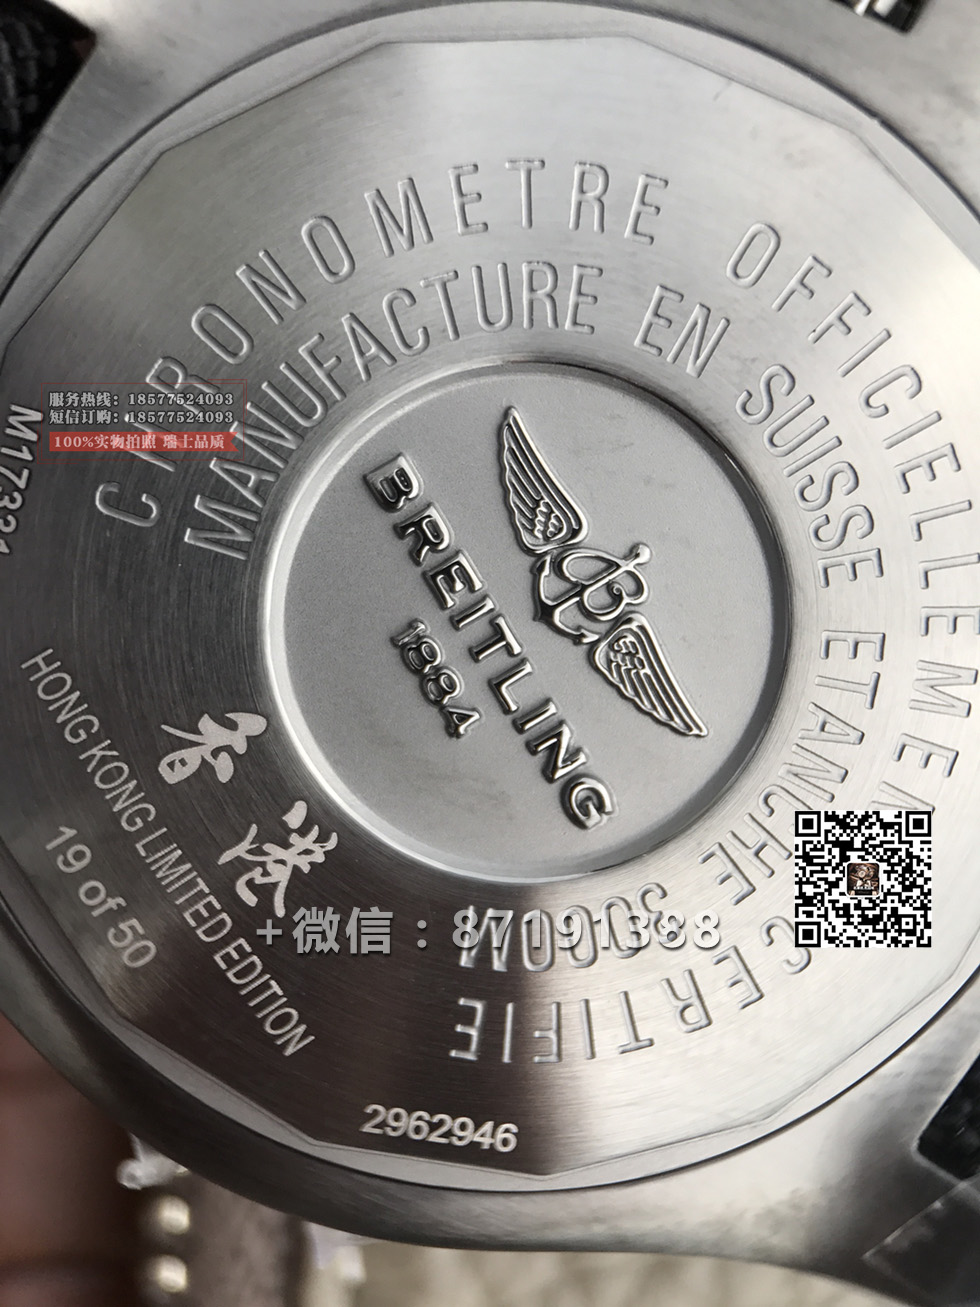 CHRONOMETRE OFFICIELLEMENT CERTIFIE
MANUFACTURE EN SUISSE ETANCHE 3000M
服务热线：18577524093
短信订购：18577524093
100%实物拍照 瑞士品质
BREITLING
1884
香港
HONG KONG LIMITED EDITION
19 of 50
+微信：87191388
2962946